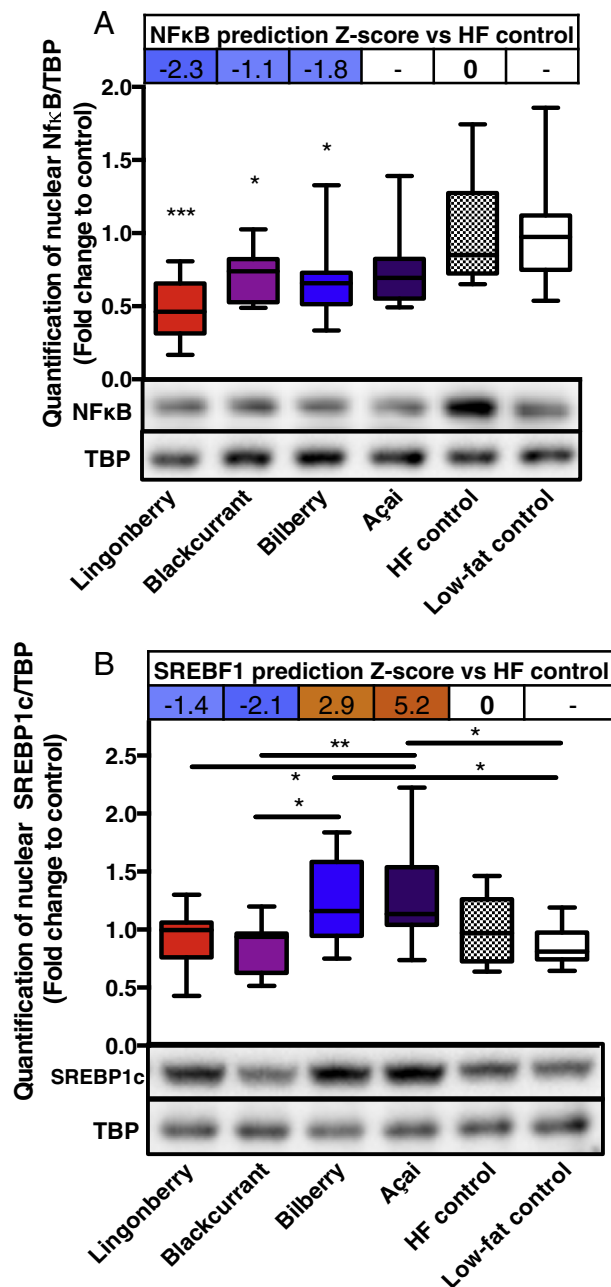 A
NFκB prediction Z-score vs HF control
-2.3 -1.1 -1.8 - 0 -
Quantification of nuclear NfκB/TBP
(Fold change to control)
2.0
1.5
1.0
0.5
0.0
*** * *
NFκB
TBP
Lingonberry
Blackcurrant
Bilberry
Açai
HF control
Low-fat control
B
SREBF1 prediction Z-score vs HF control
-1.4 -2.1 2.9 5.2 0 -
Quantification of nuclear SREBP1c/TBP
(Fold change to control)
2.5
2.0
1.5
1.0
0.5
0.0
** *
* *
*
SREBP1c
TBP
Lingonberry
Blackcurrant
Bilberry
Açai
HF control
Low-fat control